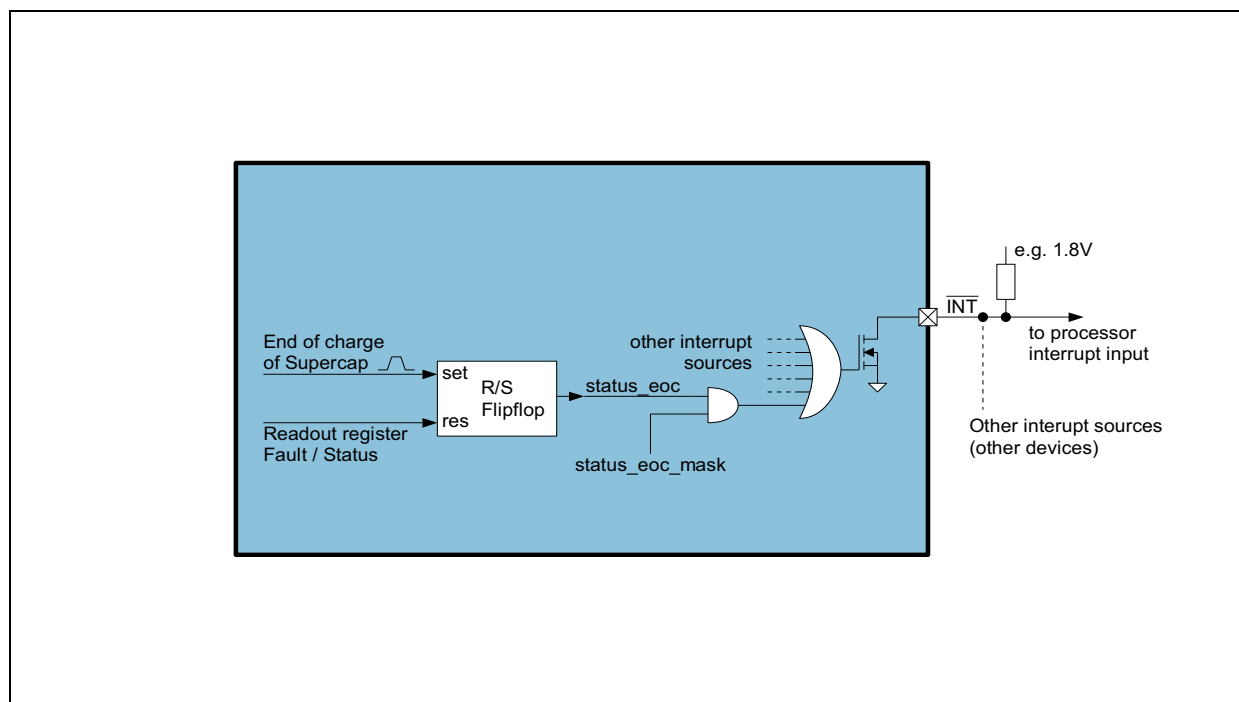 e.g. 1.8V
INT
to processor
interrupt input
other interrupt
sources
End of charge
of Supercap
set
R/S
Flipflop
res
status_eoc
Readout register
Fault / Status
status_eoc_mask
Other interupt sources
(other devices)